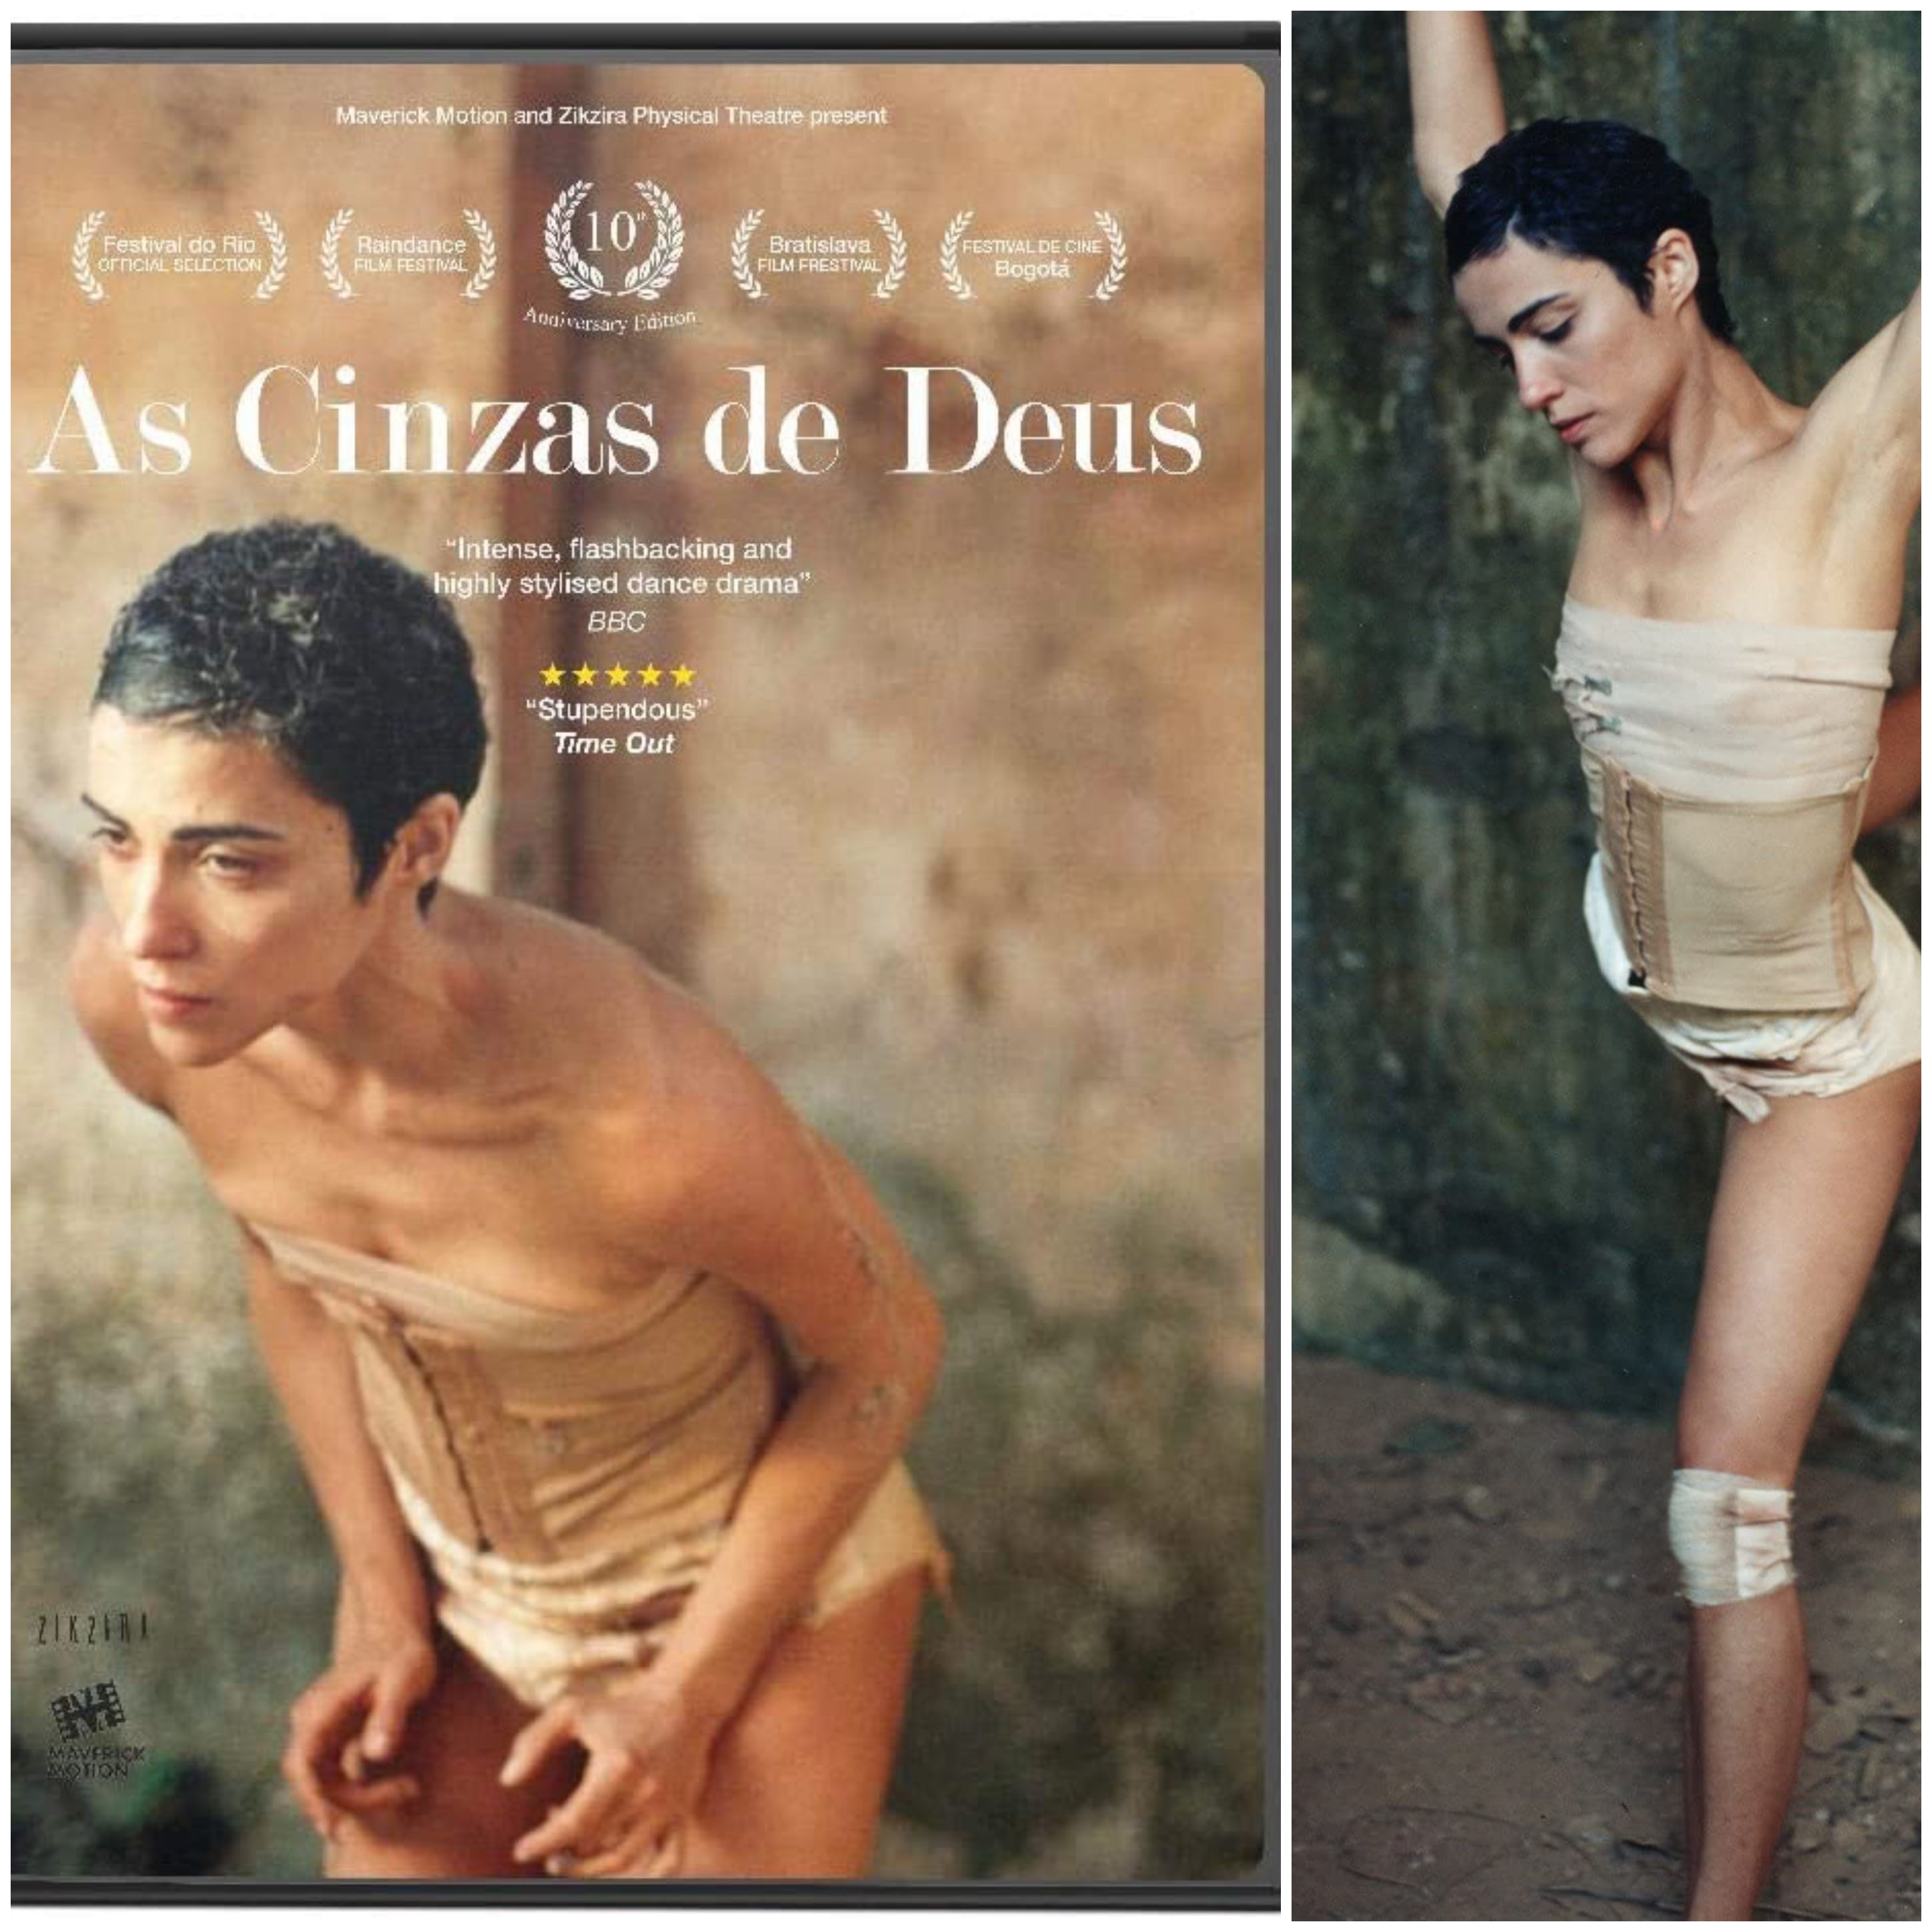 Maverick Motion and Zikzira Physical Theatre present
Festival do Rio
OFFICIAL SELECTION
Raindance
FILM FESTIVAL
10th
Anniversary Edition
Bratislava
FILM FRESTIVAL
FESTIVAL DE CINE
Bogotá
As Cinzas de Deus
“Intense, flashbacking and
highly stylised dance drama”
BBC
“Stupendous”
Time Out
ZIKZIRA
MAVERICK
MOTION